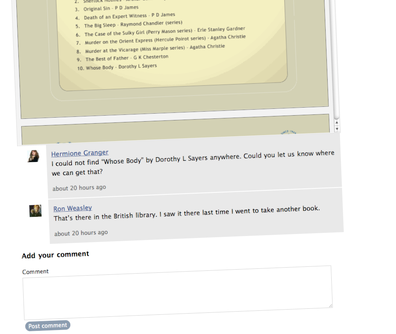 3. Original Sin - P D James
4. Death of an Expert Witness - P D James
5. The Big Sleep - Raymond Chandler (series)
6. The Case of the Sulky Girl (Perry Mason series) - Erle Stanley Gardner
7. Murder on the Orient Express (Hercule Poirot series) - Agatha Christie
8. Murder at the Vicarage (Miss Marple series) - Agatha Christie
9. The Best of Father - G K Chesterton
10. Whose Body - Dorothy L Sayers
Hermione Granger
I could not find "Whose Body" by Dorothy L Sayers anywhere. Could you let us know where
we can get that?
about 20 hours ago
Ron Weasley
That's there in the British library. I saw it there last time I went to take another book.
about 20 hours ago
Add your comment
Comment
Post comment